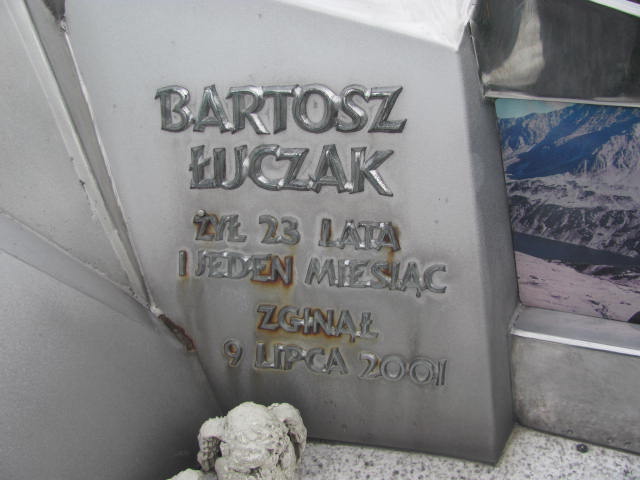 BARTOSZ
ŁUCZAK
ŻYŁ 23 LATA
I JEDEN MIESIĄC
ZGINĄŁ
9 LIPCA 2001